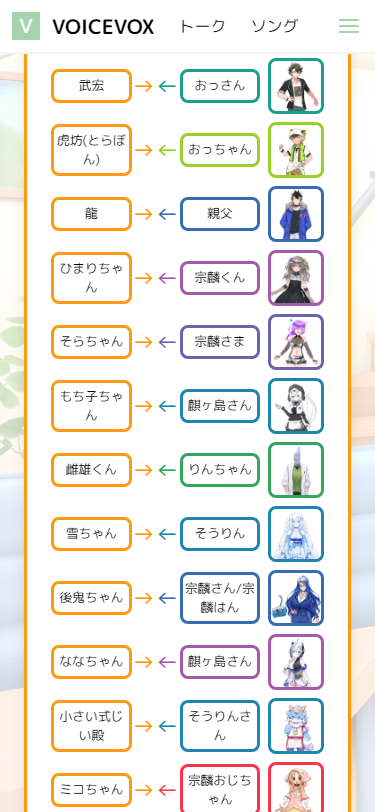 V VOICEVOX トーク ソング
武宏 → ← おっさん
虎坊(とらぼ
ん) → ← おっちゃん
龍 → ← 親父
ひまりちゃ
ん → ← 宗麟くん
そらちゃん → ← 宗麟さま
もち子ちゃ
ん → ← 麒ヶ島さん
雌雄くん → ← りんちゃん
雪ちゃん → ← そうりん
後鬼ちゃん → ← 宗麟さん/宗
麟はん
ななちゃん → ← 麒ヶ島さん
小さい式じ
い殿 → ← そうりんさ
ん
ミコちゃん → ← 宗麟おじち
ゃん